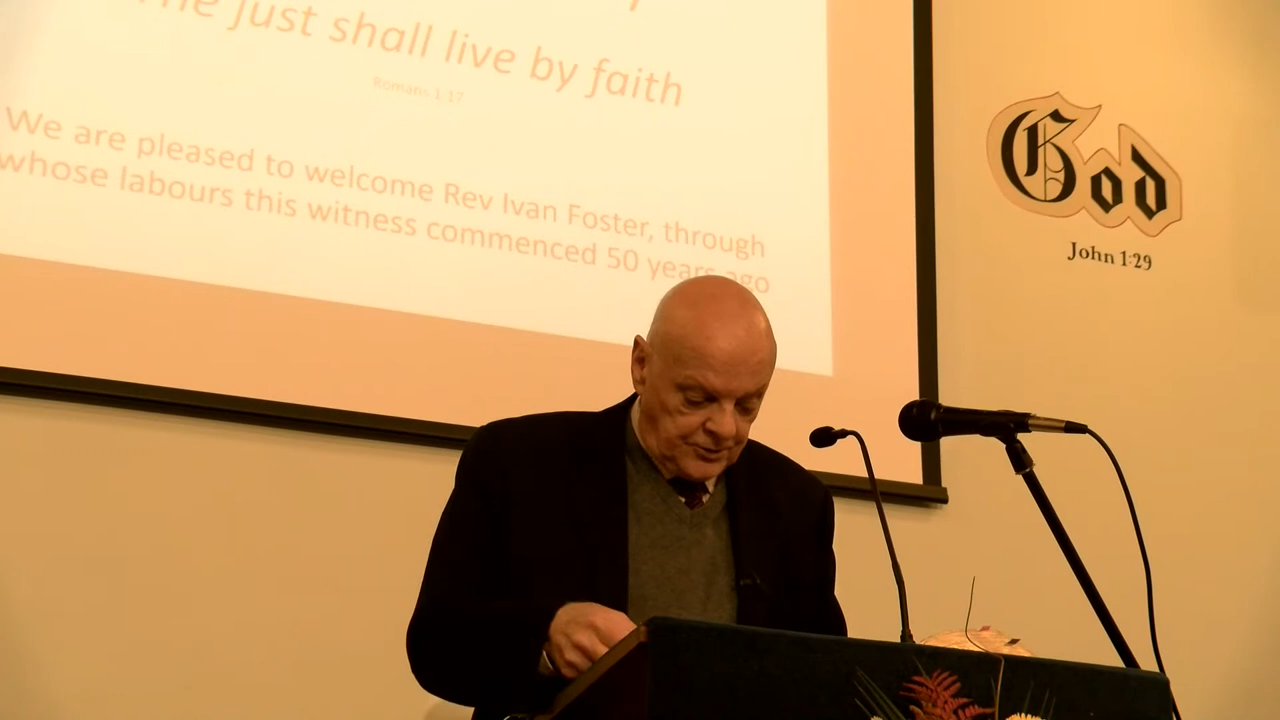 The just shall live by faith
Romans 1:17
We are pleased to welcome Rev Ivan Foster, through
whose labours this witness commenced 50 years ago
God
John 1:29